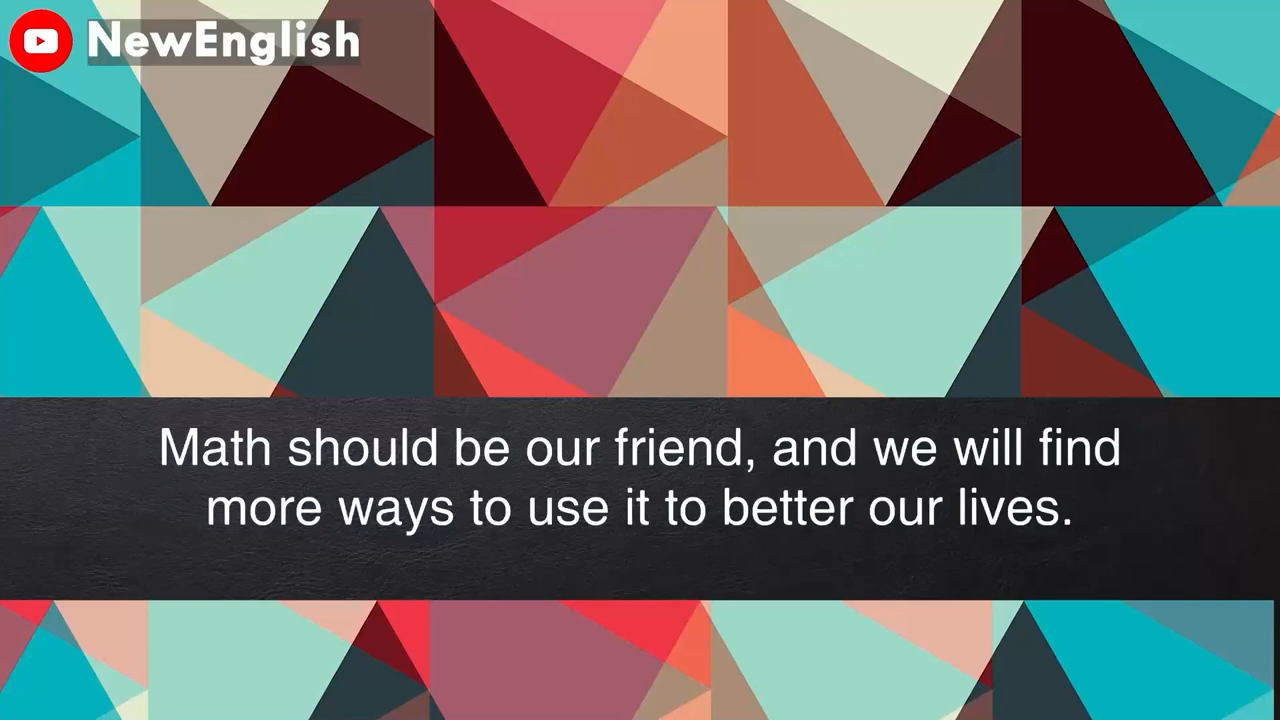 NewEnglish
Math should be our friend, and we will find
more ways to use it to better our lives.